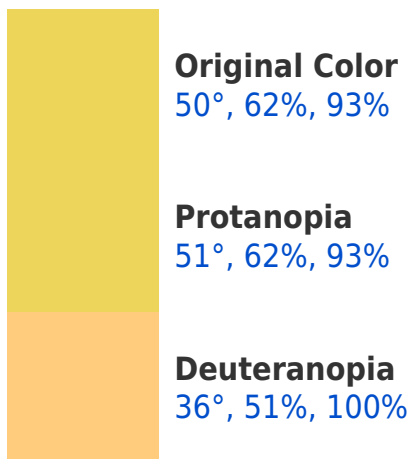 Original Color
50°, 62%, 93%
Protanopia
51°, 62%, 93%
Deuteranopia
36°, 51%, 100%